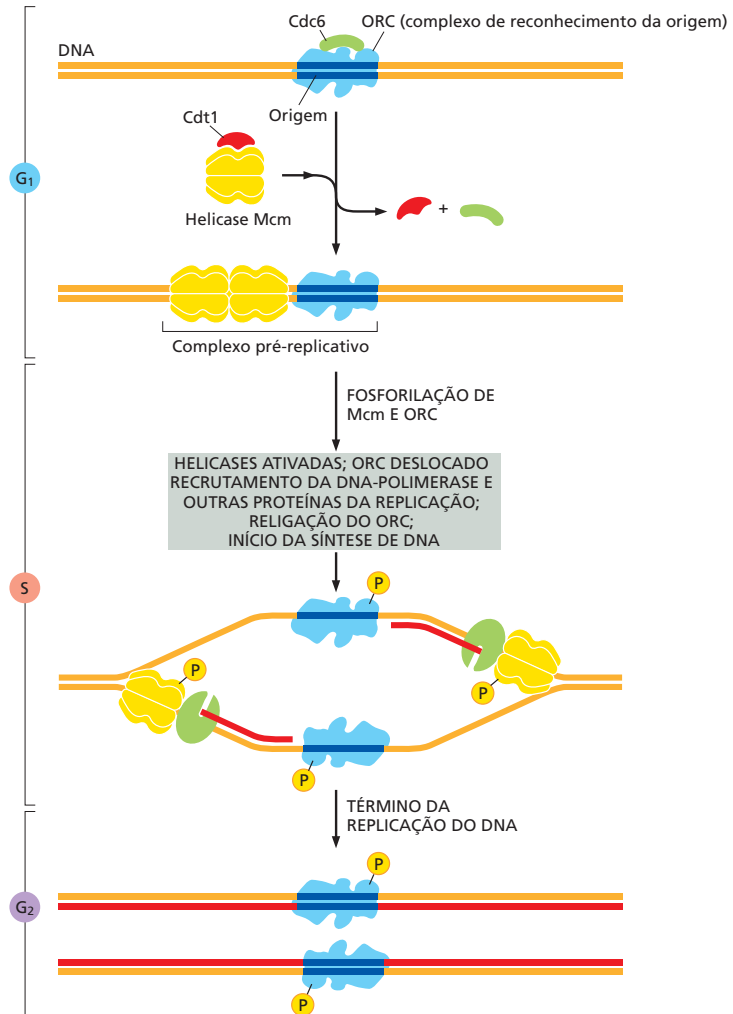 Cdc6
ORC (complexo de reconhecimento da origem)
DNA
Origem
Cdt1
G1
+
Helicase Mcm
Complexo pré-replicativo
FOSFORILAÇÃO DE
Mcm E ORC
HELICASES ATIVADAS; ORC DESLOCADO
RECRUTAMENTO DA DNA-POLIMERASE E
OUTRAS PROTEÍNAS DA REPLICAÇÃO;
RELIGAÇÃO DO ORC;
INÍCIO DA SÍNTESE DE DNA
S
P
P
P
P
TÉRMINO DA
REPLICAÇÃO DO DNA
P
G2
P